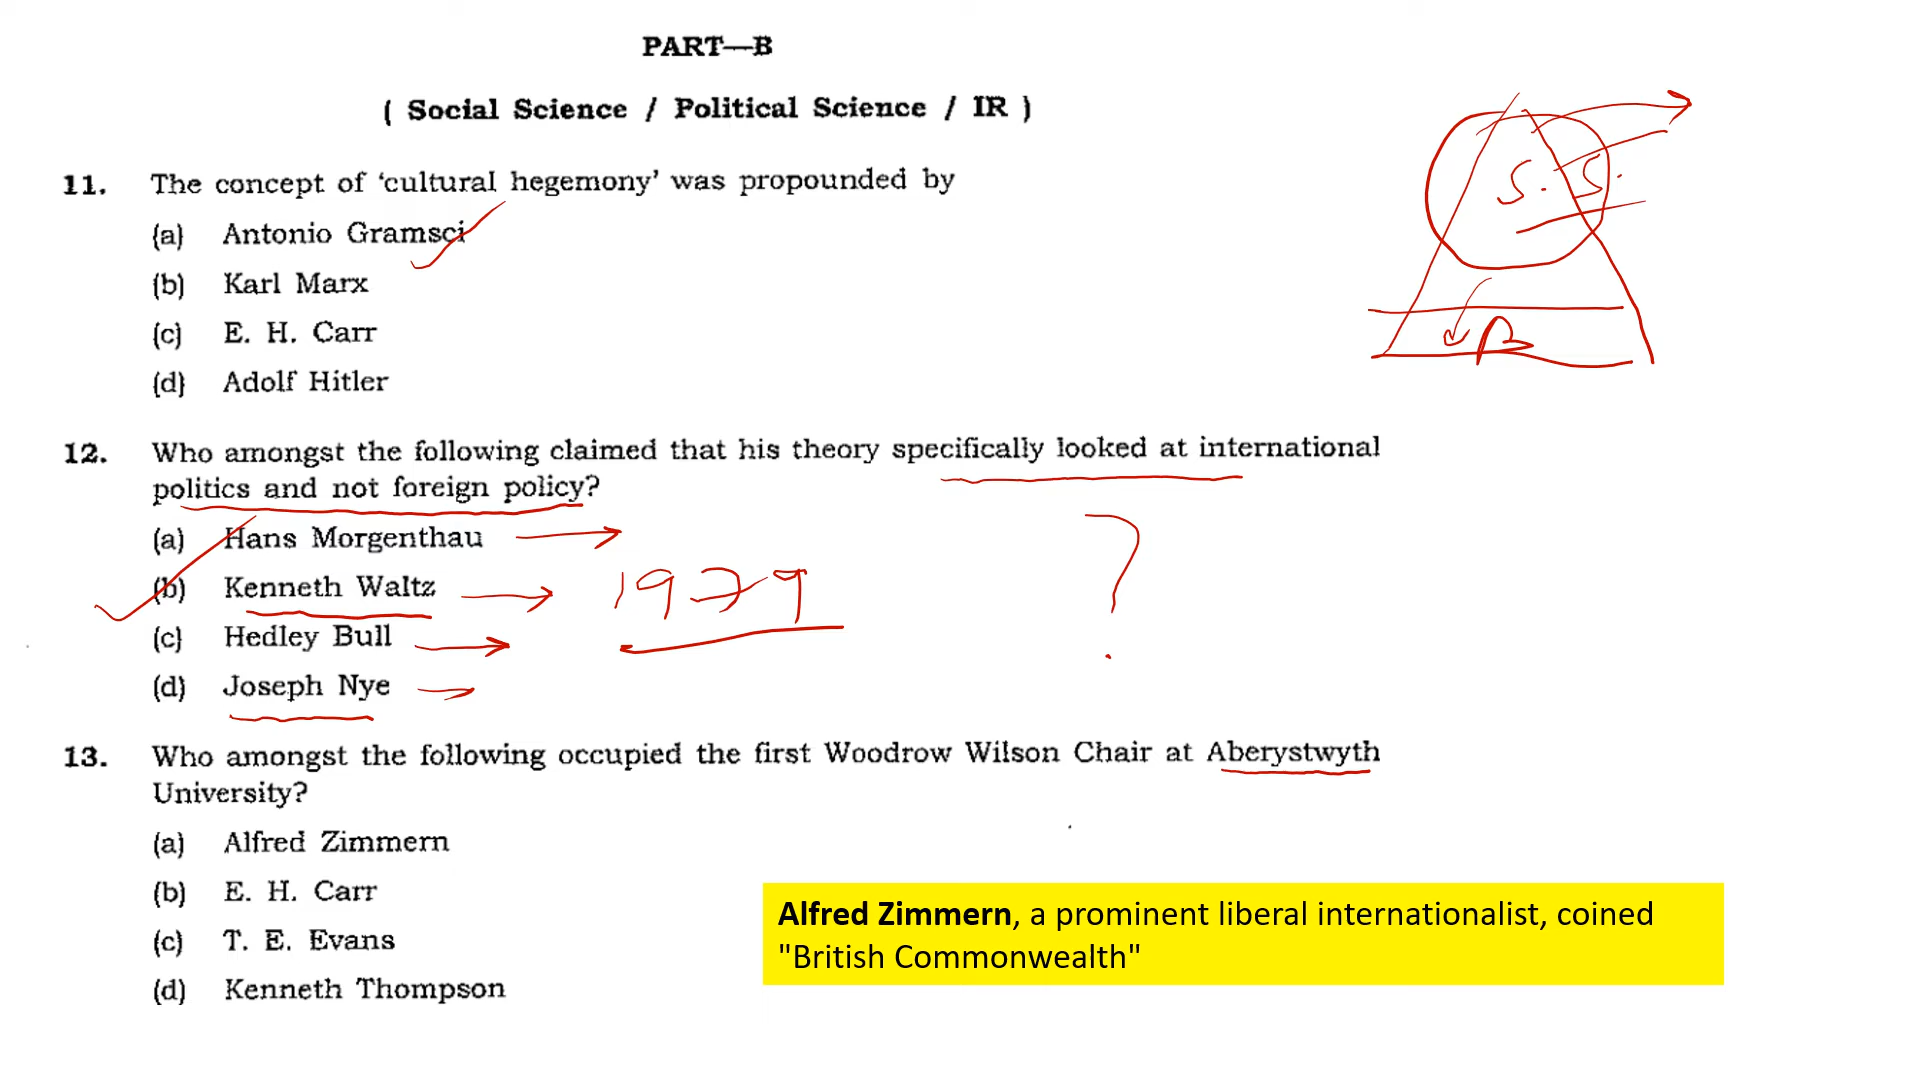 PART—B
( Social Science / Political Science / IR )
11. The concept of ‘cultural hegemony’ was propounded by
(a) Antonio Gramsci
(b) Karl Marx
(c) E. H. Carr
(d) Adolf Hitler
S. S.
B
12. Who amongst the following claimed that his theory specifically looked at international
politics and not foreign policy?
(a) Hans Morgenthau
(b) Kenneth Waltz
1979
?
(c) Hedley Bull
(d) Joseph Nye
13. Who amongst the following occupied the first Woodrow Wilson Chair at Aberystwyth
University?
(a) Alfred Zimmern
(b) E. H. Carr
(c) T. E. Evans
(d) Kenneth Thompson
Alfred Zimmern, a prominent liberal internationalist, coined
"British Commonwealth"